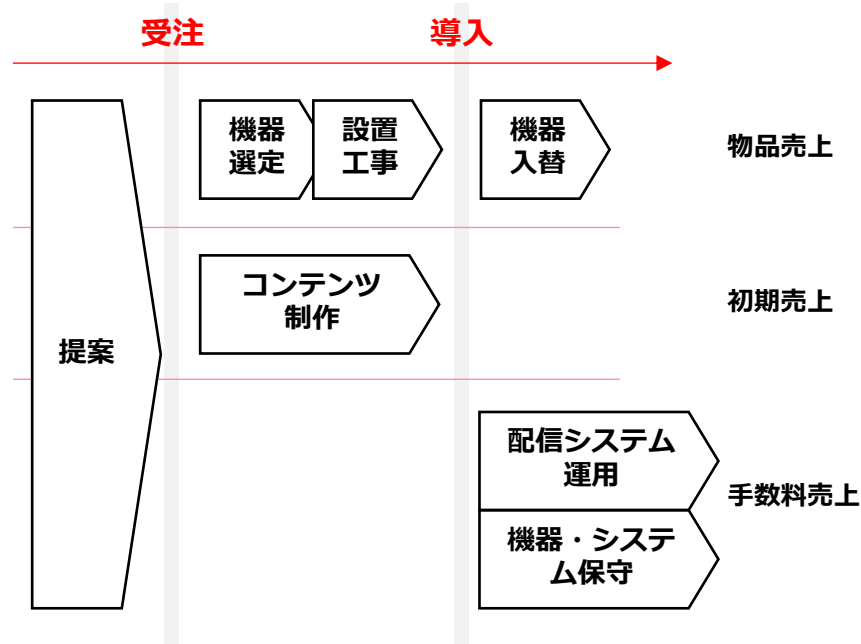 受注
導入
機器
選定
設置
工事
機器
入替
物品売上
コンテンツ
制作
初期売上
提案
配信システム
運用
手数料売上
機器・システ
ム保守